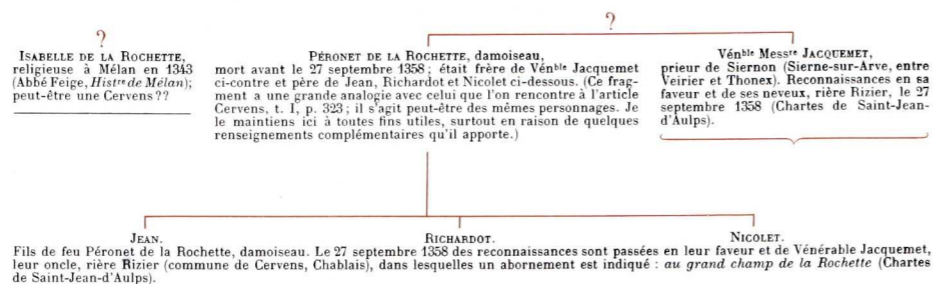 ?
ISABELLE DE LA ROCHETTE,
religieuse à Mélan en 1343
(Abbé Feige, Histre de Mélan);
peut-être une Cervens ??
?
PÉRONET DE LA ROCHETTE, damoiseau,
mort avant le 27 septembre 1358 ; était frère de Vénble Jacquemet
ci-contre et père de Jean, Richardot et Nicolet ci-dessous. (Ce frag-
ment a une grande analogie avec celui que l'on rencontre à l'article
Cervens, t. I, p. 323 ; il s'agit peut-être des mêmes personnages. Je
le maintiens ici à toutes fins utiles, surtout en raison de quelques
renseignements complémentaires qu'il apporte.)
Vénble Messre JACQUEMET,
prieur de Siernon (Sierne-sur-Arve, entre
Veirier et Thonex). Reconnaissances en sa
faveur et de ses neveux, rière Rizier, le 27
septembre 1358 (Chartes de Saint-Jean-
d'Aulps).
JEAN.
RICHARDOT.
NICOLET.
Fils de feu Péronet de la Rochette, damoiseau. Le 27 septembre 1358 des reconnaissances sont passées en leur faveur et de Vénérable Jacquemet,
leur oncle, rière Rizier (commune de Cervens, Chablais), dans lesquelles un abornement est indiqué : au grand champ de la Rochette (Chartes
de Saint-Jean-d'Aulps).